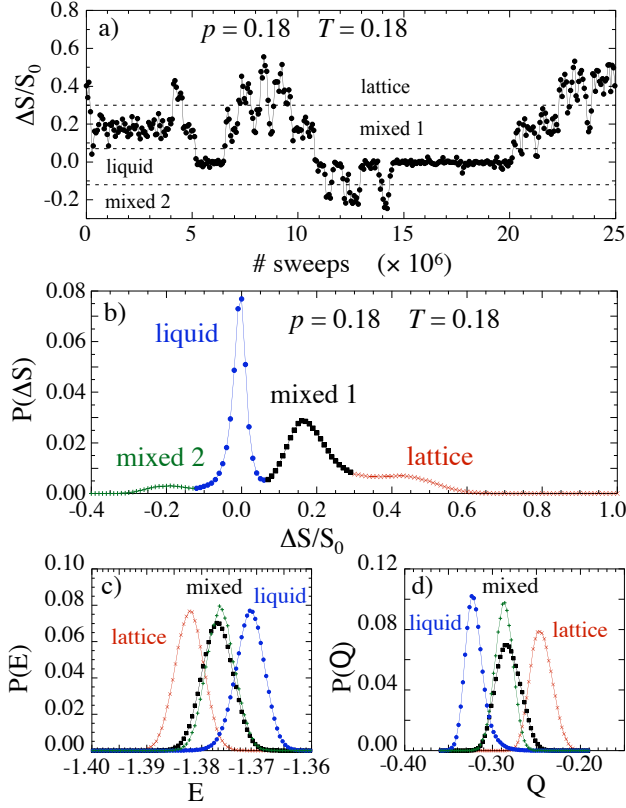 a)
p = 0.18 T = 0.18
ΔS/S₀
0.8
0.6
0.4
0.2
0.0
-0.2
lattice
mixed 1
liquid
mixed 2
0 5 10 15 20 25
# sweeps (× 10⁶)
b)
p = 0.18 T = 0.18
P(ΔS)
0.08
0.06
0.04
0.02
0.00
liquid
mixed 1
mixed 2
lattice
-0.4 -0.2 0.0 0.2 0.4 0.6 0.8 1.0
ΔS/S₀
c)
P(E)
0.10
0.08
0.06
0.04
0.02
0.00
mixed
liquid
lattice
-1.40 -1.39 -1.38 -1.37 -1.36
E
d)
P(Q)
0.12
0.08
0.04
0.00
mixed
liquid
lattice
-0.40 -0.30 -0.20
Q